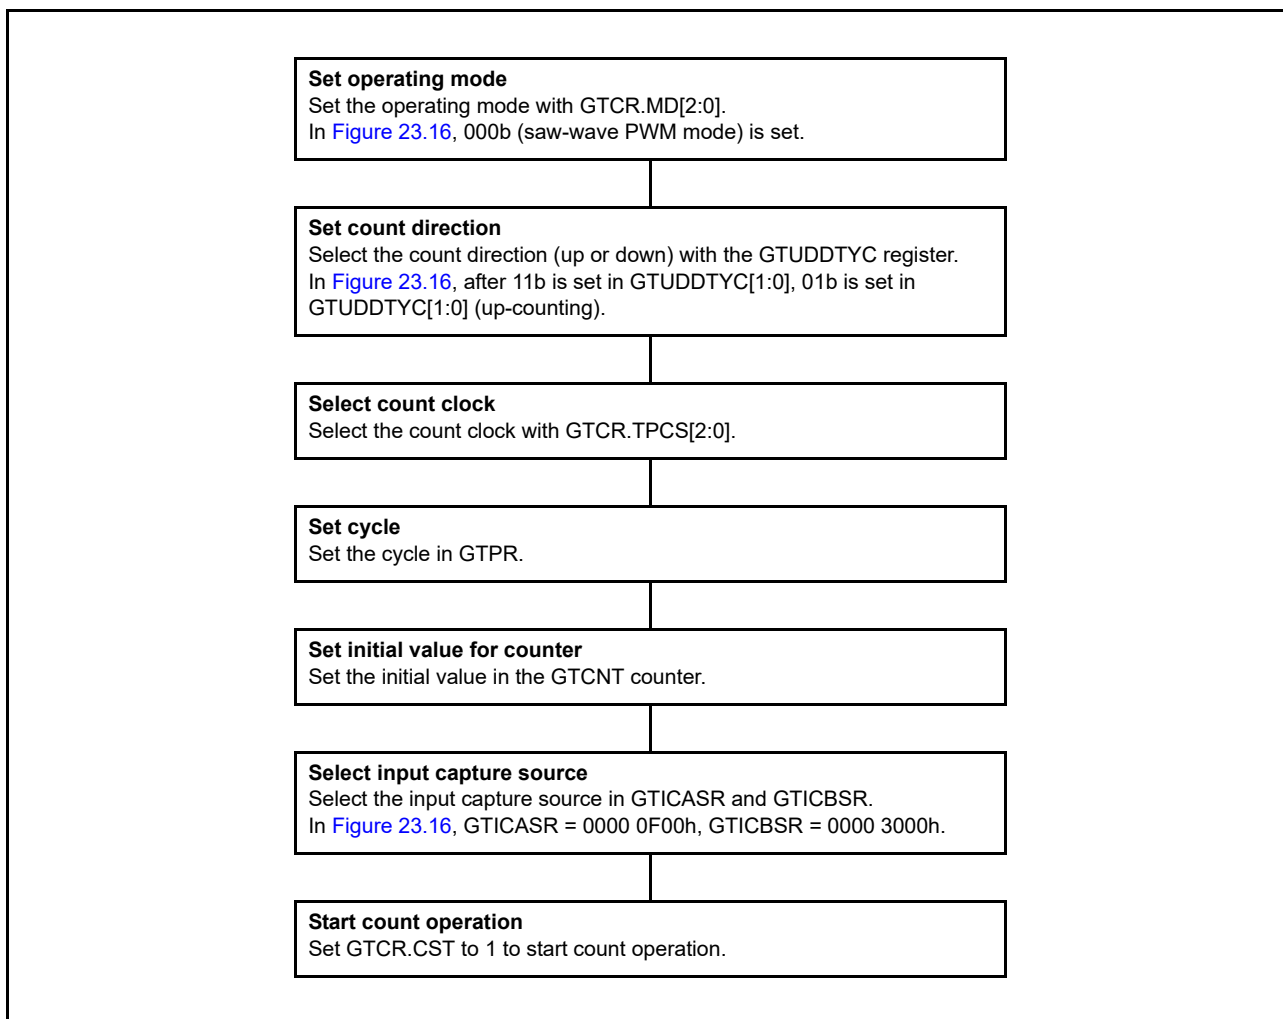 Set operating mode
Set the operating mode with GTCR.MD[2:0].
In Figure 23.16, 000b (saw-wave PWM mode) is set.
Set count direction
Select the count direction (up or down) with the GTUDDTYC register.
In Figure 23.16, after 11b is set in GTUDDTYC[1:0], 01b is set in
GTUDDTYC[1:0] (up-counting).
Select count clock
Select the count clock with GTCR.TPCS[2:0].
Set cycle
Set the cycle in GTPR.
Set initial value for counter
Set the initial value in the GTCNT counter.
Select input capture source
Select the input capture source in GTICASR and GTICBSR.
In Figure 23.16, GTICASR = 0000 0F00h, GTICBSR = 0000 3000h.
Start count operation
Set GTCR.CST to 1 to start count operation.